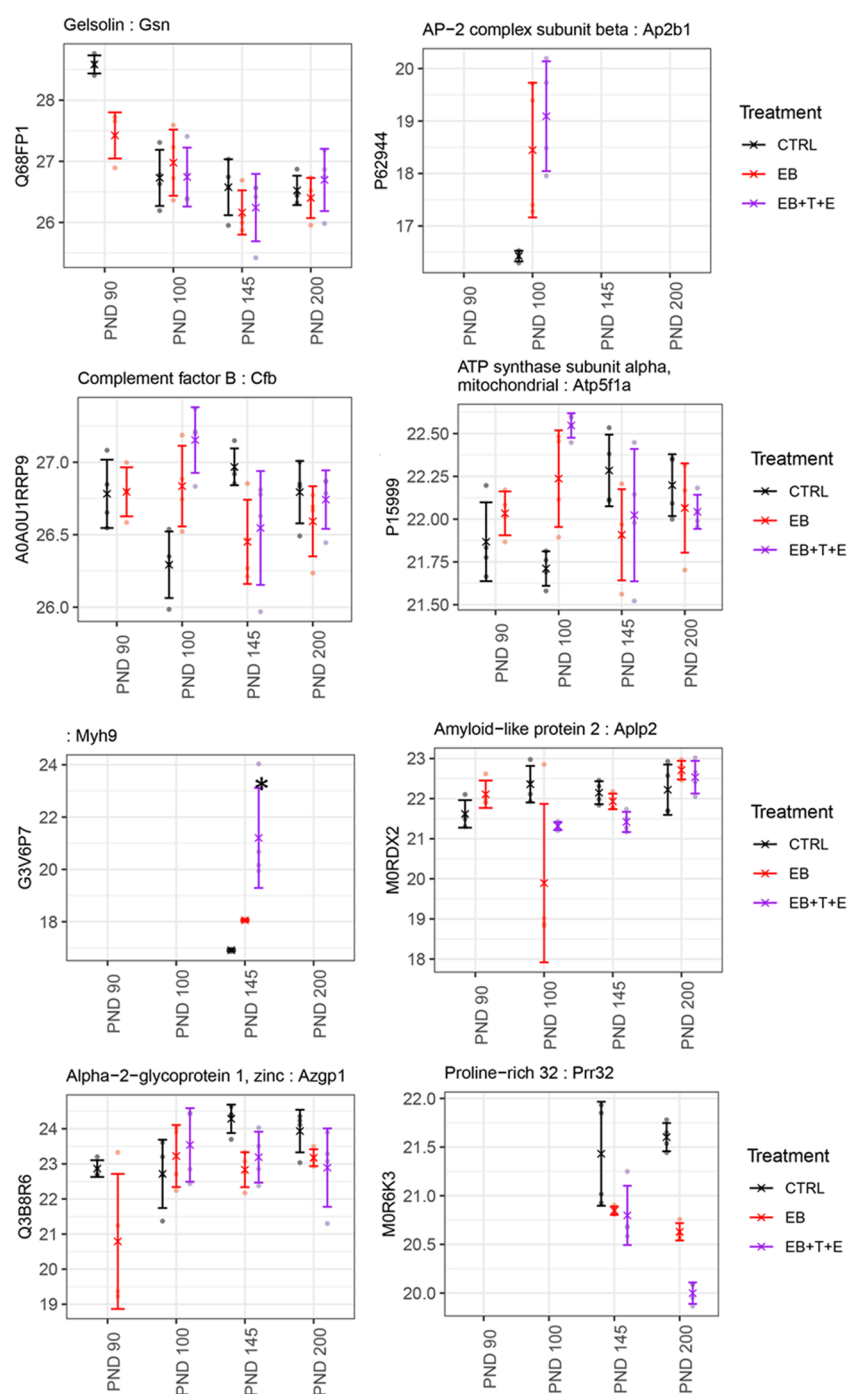 Gelsolin : Gsn
Q68FP1
28
27
26
PND 90
PND 100
PND 145
PND 200
AP−2 complex subunit beta : Ap2b1
P62944
20
19
18
17
PND 90
PND 100
PND 145
PND 200
Treatment
CTRL
EB
EB+T+E
Complement factor B : Cfb
A0A0U1RRP9
27.0
26.5
26.0
PND 90
PND 100
PND 145
PND 200
ATP synthase subunit alpha,
mitochondrial : Atp5f1a
P15999
22.50
22.25
22.00
21.75
21.50
PND 90
PND 100
PND 145
PND 200
Treatment
CTRL
EB
EB+T+E
: Myh9
G3V6P7
24
22
20
18
*
PND 90
PND 100
PND 145
PND 200
Amyloid−like protein 2 : Aplp2
M0RDX2
23
22
21
20
19
18
PND 90
PND 100
PND 145
PND 200
Treatment
CTRL
EB
EB+T+E
Alpha−2−glycoprotein 1, zinc : Azgp1
Q3B8R6
24
23
22
21
20
19
PND 90
PND 100
PND 145
PND 200
Proline−rich 32 : Prr32
M0R6K3
22.0
21.5
21.0
20.5
20.0
PND 90
PND 100
PND 145
PND 200
Treatment
CTRL
EB
EB+T+E